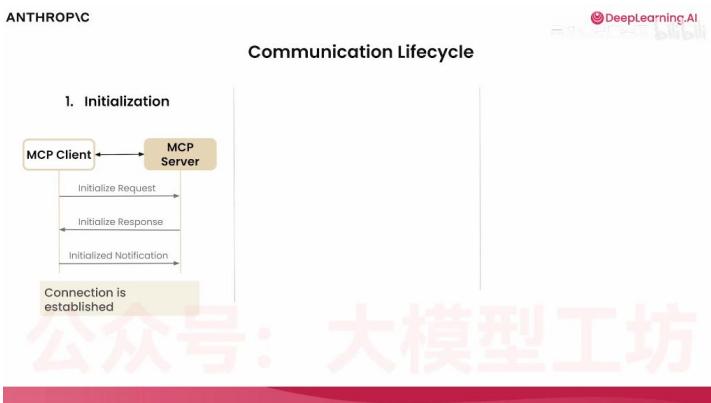 ANTHROP\C
DeepLearning.AI
bilibili
Communication Lifecycle
1. Initialization
MCP Client
MCP
Server
Initialize Request
Initialize Response
Initialized Notification
Connection is
established
公众号：大模型工坊